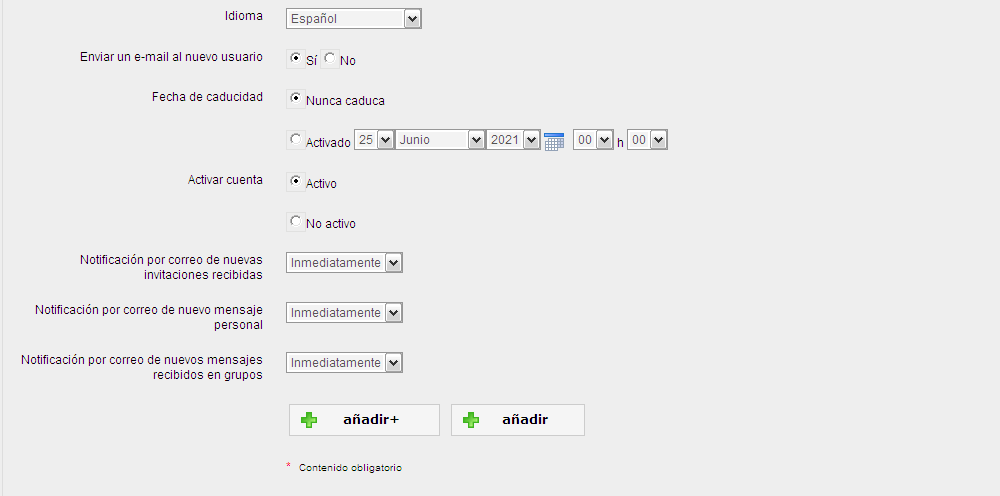 Idioma Español
Enviar un e-mail al nuevo usuario Sí No
Fecha de caducidad Nunca caduca
Activado 25 Junio 2021 00 h 00
Activar cuenta Activo
No activo
Notificación por correo de nuevas
invitaciones recibidas
Inmediatamente
Notificación por correo de nuevo mensaje
personal
Inmediatamente
Notificación por correo de nuevos mensajes
recibidos en grupos
Inmediatamente
añadir+ añadir
* Contenido obligatorio